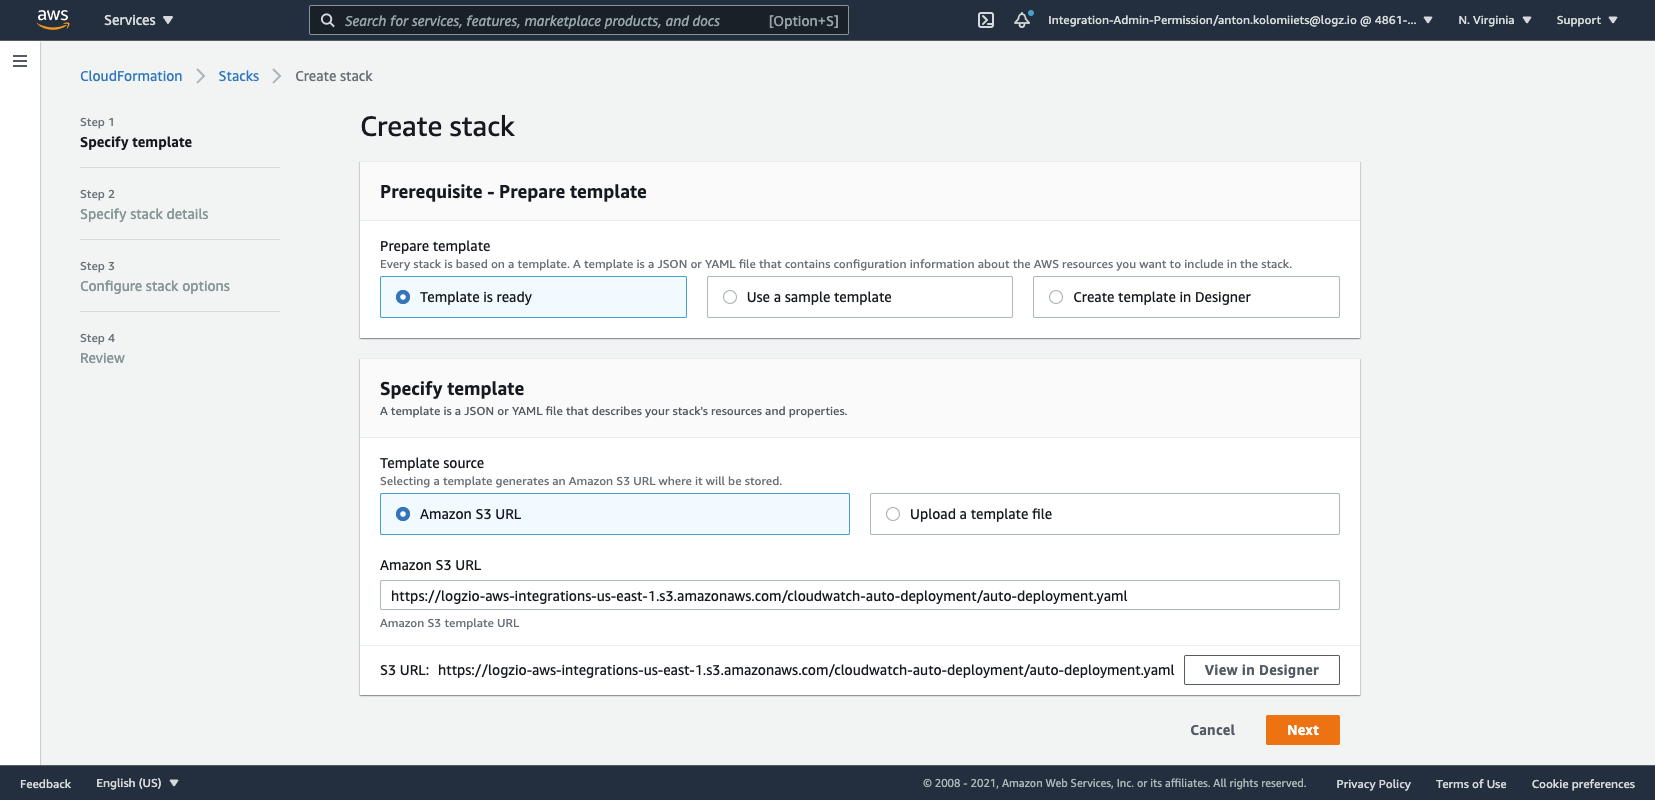 aws
Services
Search for services, features, marketplace products, and docs [Option+S]
Integration-Admin-Permission/anton.kolomiiets@logz.io @ 4861-...
N. Virginia
Support
CloudFormation
Stacks
Create stack
Step 1
Specify template
Step 2
Specify stack details
Step 3
Configure stack options
Step 4
Review
Create stack
Prerequisite - Prepare template
Prepare template
Every stack is based on a template. A template is a JSON or YAML file that contains configuration information about the AWS resources you want to include in the stack.
Template is ready
Use a sample template
Create template in Designer
Specify template
A template is a JSON or YAML file that describes your stack's resources and properties.
Template source
Selecting a template generates an Amazon S3 URL where it will be stored.
Amazon S3 URL
Upload a template file
Amazon S3 URL
https://logzio-aws-integrations-us-east-1.s3.amazonaws.com/cloudwatch-auto-deployment/auto-deployment.yaml
Amazon S3 template URL
S3 URL: https://logzio-aws-integrations-us-east-1.s3.amazonaws.com/cloudwatch-auto-deployment/auto-deployment.yaml
View in Designer
Cancel
Next
Feedback
English (US)
© 2008 - 2021, Amazon Web Services, Inc. or its affiliates. All rights reserved.
Privacy Policy
Terms of Use
Cookie preferences